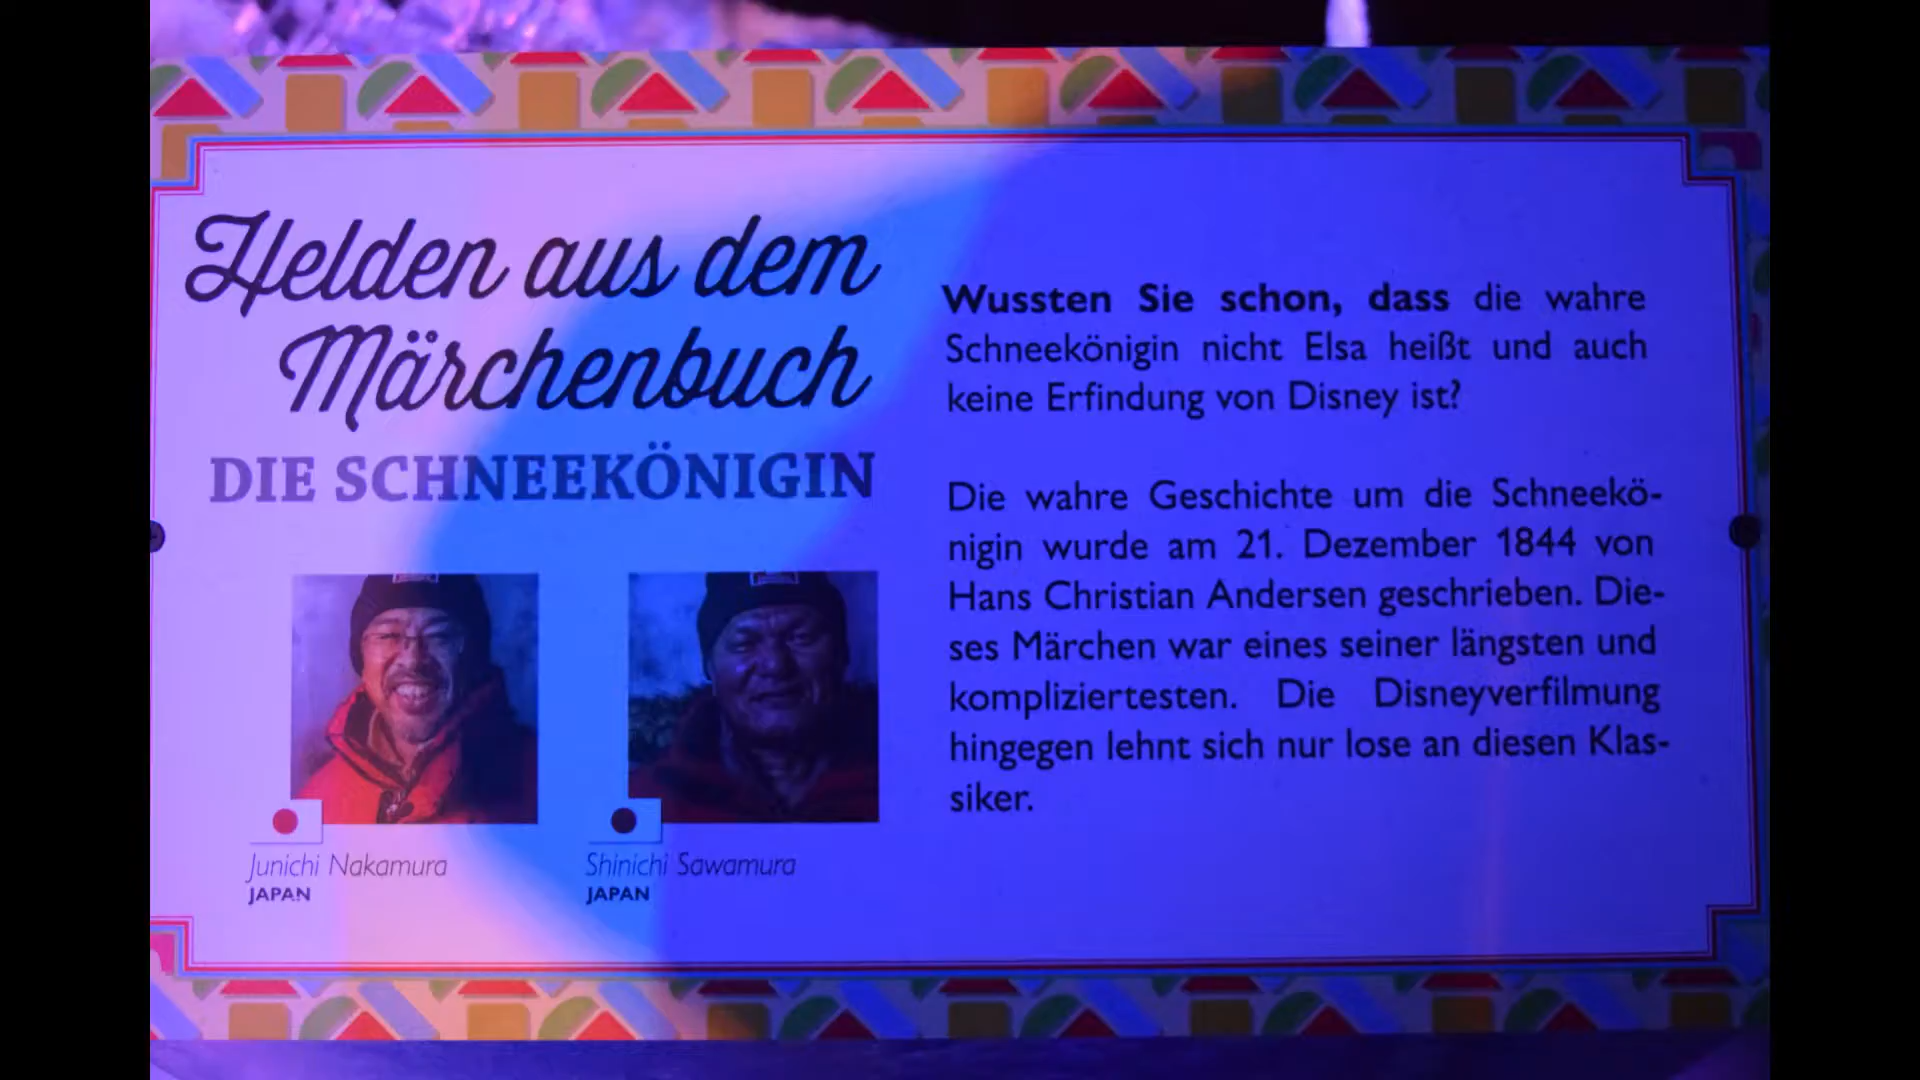 Helden aus dem
Märchenbuch
DIE SCHNEEKÖNIGIN
Junichi Nakamura
JAPAN
Shinichi Sawamura
JAPAN
Wussten Sie schon, dass die wahre
Schneekönigin nicht Elsa heißt und auch
keine Erfindung von Disney ist?
Die wahre Geschichte um die Schneekö-
nigin wurde am 21. Dezember 1844 von
Hans Christian Andersen geschrieben. Die-
ses Märchen war eines seiner längsten und
kompliziertesten. Die Disneyverfilmung
hingegen lehnt sich nur lose an diesen Klas-
siker.